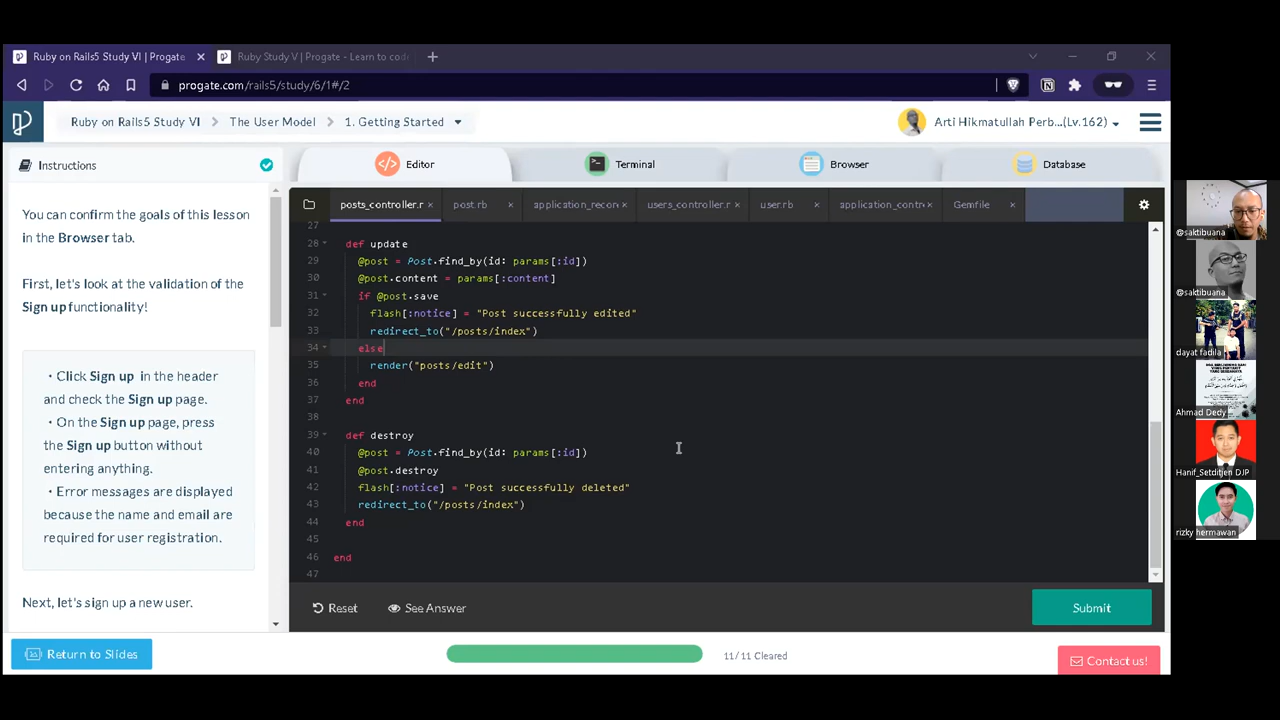 Ruby on Rails5 Study VI | Progate
Ruby Study V | Progate - Learn to code
progate.com/rails5/study/6/1#/2
Ruby on Rails5 Study VI
The User Model
1. Getting Started
Arti Hikmatullah Perb...(Lv.162)
Instructions
Editor
Terminal
Browser
Database
posts_controller.r
post.rb
application_recor
users_controller.r
user.rb
application_contr
Gemfile
You can confirm the goals of this lesson
in the Browser tab.
First, let's look at the validation of the
Sign up functionality!
・Click Sign up in the header
and check the Sign up page.
・On the Sign up page, press
the Sign up button without
entering anything.
・Error messages are displayed
because the name and email are
required for user registration.
Next, let's sign up a new user.
27
28 def update
29 @post = Post.find_by(id: params[:id])
30 @post.content = params[:content]
31 if @post.save
32 flash[:notice] = "Post successfully edited"
33 redirect_to("/posts/index")
34 else
35 render("posts/edit")
36 end
37 end
38
39 def destroy
40 @post = Post.find_by(id: params[:id])
41 @post.destroy
42 flash[:notice] = "Post successfully deleted"
43 redirect_to("/posts/index")
44 end
45
46 end
47
Reset
See Answer
Submit
Return to Slides
11/11 Cleared
Contact us!
@saktibuana
@saktibuana
dayat fadila
Ahmad Dedy
Hanif_Setditjen DJP
rizky hermawan